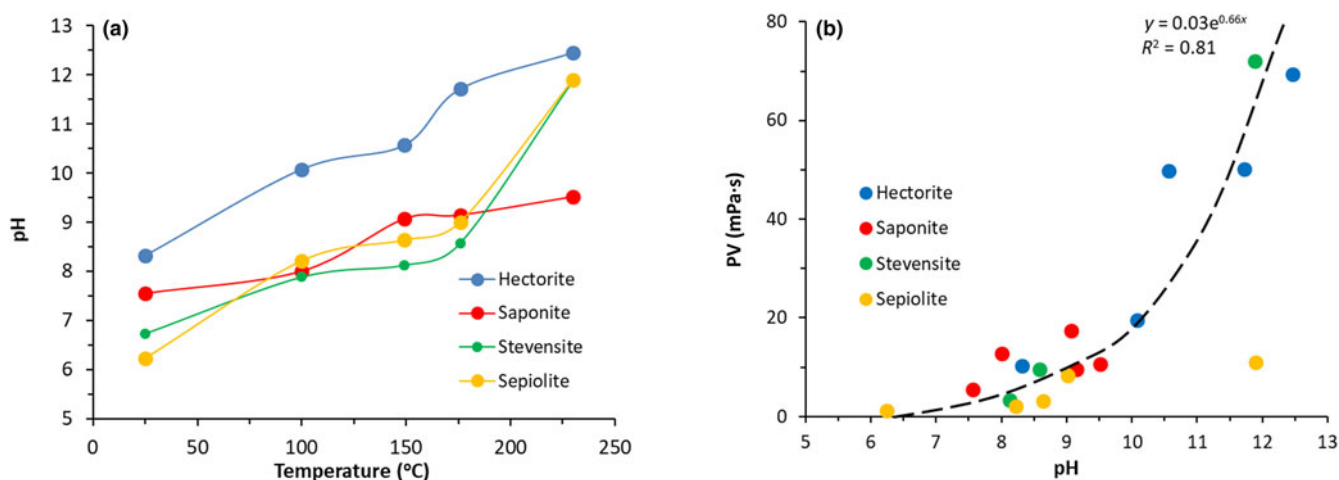 (a)
13
12
11
10
9
8
7
6
5
pH
0 50 100 150 200 250
Temperature (°C)
Hectorite
Saponite
Stevensite
Sepiolite
(b)
y = 0.03e^0.66x
R² = 0.81
80
60
40
20
0
PV (mPa·s)
Hectorite
Saponite
Stevensite
Sepiolite
5 6 7 8 9 10 11 12 13
pH